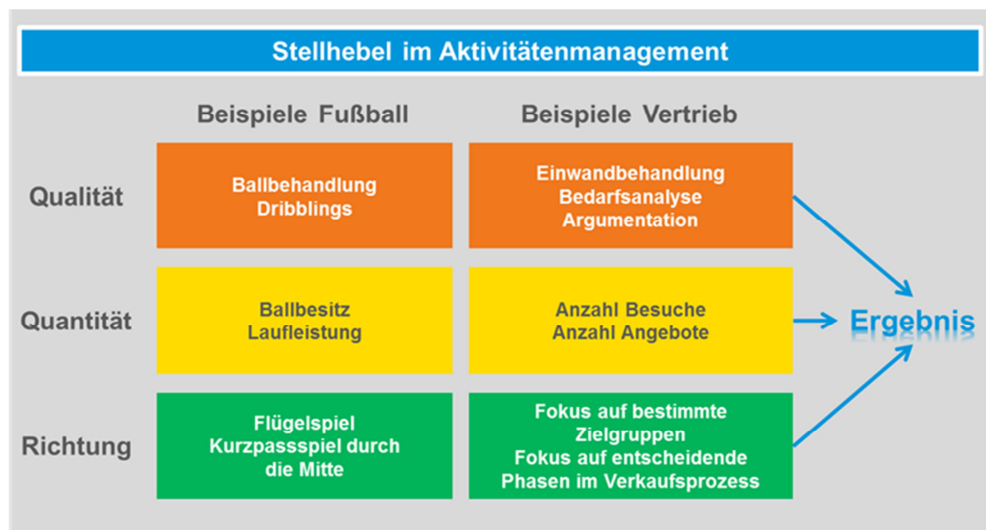 Stellhebel im Aktivitätenmanagement
Beispiele Fußball
Beispiele Vertrieb
Qualität
Ballbehandlung
Dribblings
Einwandbehandlung
Bedarfsanalyse
Argumentation
Quantität
Ballbesitz
Laufleistung
Anzahl Besuche
Anzahl Angebote
Ergebnis
Richtung
Flügelspiel
Kurzpassspiel durch
die Mitte
Fokus auf bestimmte
Zielgruppen
Fokus auf entscheidende
Phasen im Verkaufsprozess